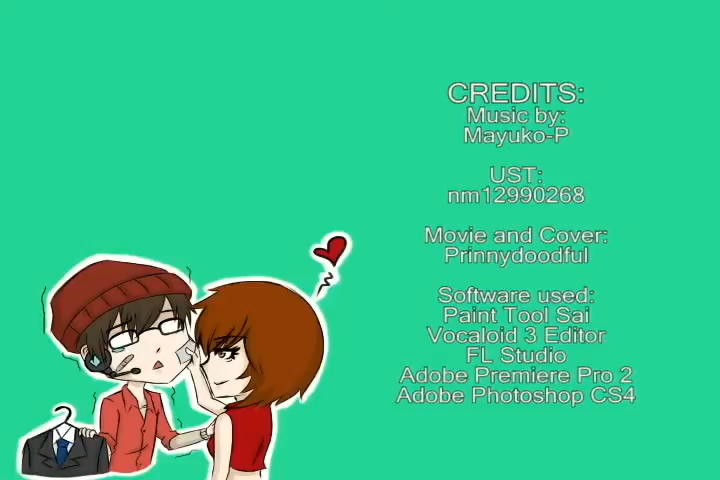 CREDITS:
Music by:
Mayuko-P
UST:
nm12990268
Movie and Cover:
Prinnydoodful
Software used:
Paint Tool Sai
Vocaloid 3 Editor
FL Studio
Adobe Premiere Pro 2
Adobe Photoshop CS4